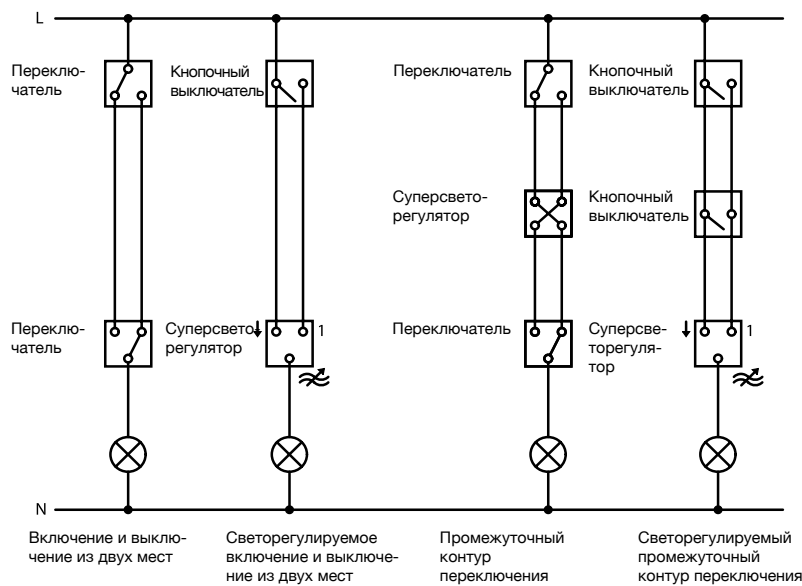 L
Переклю-
чатель
Кнопочный
выключатель
Переключатель
Кнопочный
выключатель
Суперсвето-
регулятор
Кнопочный
выключатель
Переклю-
чатель
Суперсвето-
регулятор
1
Переключатель
Суперсве-
торегуля-
тор
1
N
Включение и выклю-
чение из двух мест
Светорегулируемое
включение и выключе-
ние из двух мест
Промежуточный
контур
переключения
Светорегулируемый
промежуточный
контур переключения